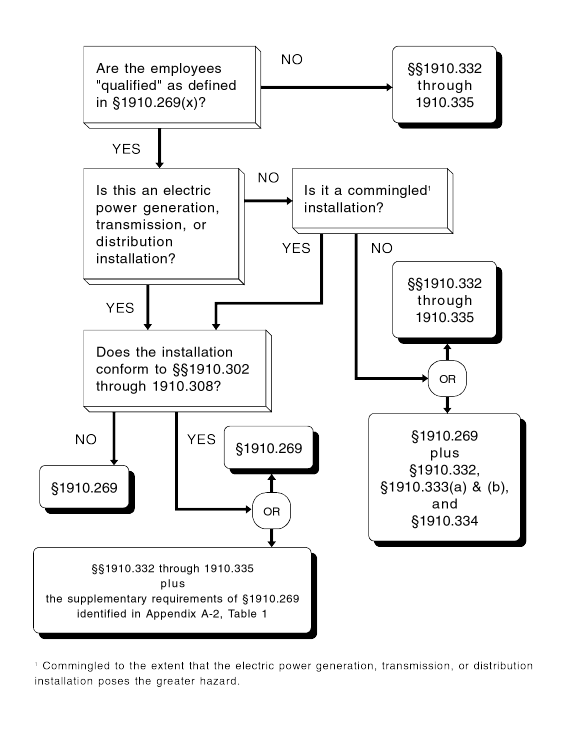 Are the employees
"qualified" as defined
in §1910.269(x)?
NO
§§1910.332
through
1910.335
YES
Is this an electric
power generation,
transmission, or
distribution
installation?
NO
Is it a commingled¹
installation?
YES
NO
§§1910.332
through
1910.335
YES
Does the installation
conform to §§1910.302
through 1910.308?
OR
NO
YES
§1910.269
§1910.269
plus
§1910.332,
§1910.333(a) & (b),
and
§1910.334
§1910.269
OR
§§1910.332 through 1910.335
plus
the supplementary requirements of §1910.269
identified in Appendix A-2, Table 1
¹ Commingled to the extent that the electric power generation, transmission, or distribution
installation poses the greater hazard.